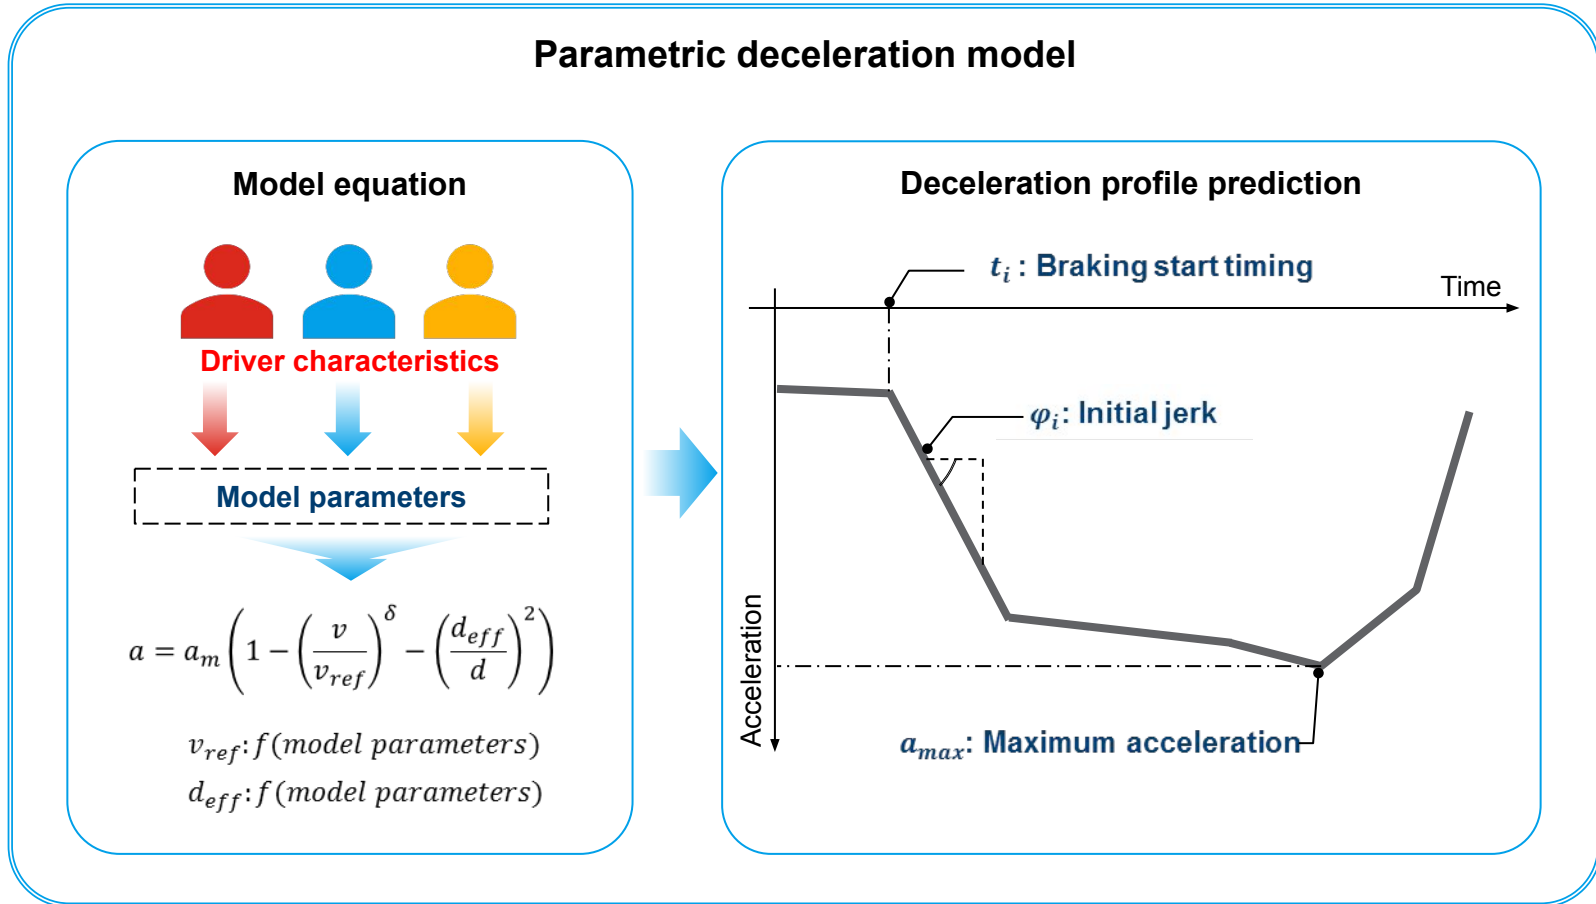 Parametric deceleration model
Model equation
Driver characteristics
Model parameters
a = a_m (1 − (v / v_ref)^δ − (d_eff / d)^2)
v_ref: f(model parameters)
d_eff: f(model parameters)
Deceleration profile prediction
t_i : Braking start timing
Time
φ_i: Initial jerk
Acceleration
a_max: Maximum acceleration